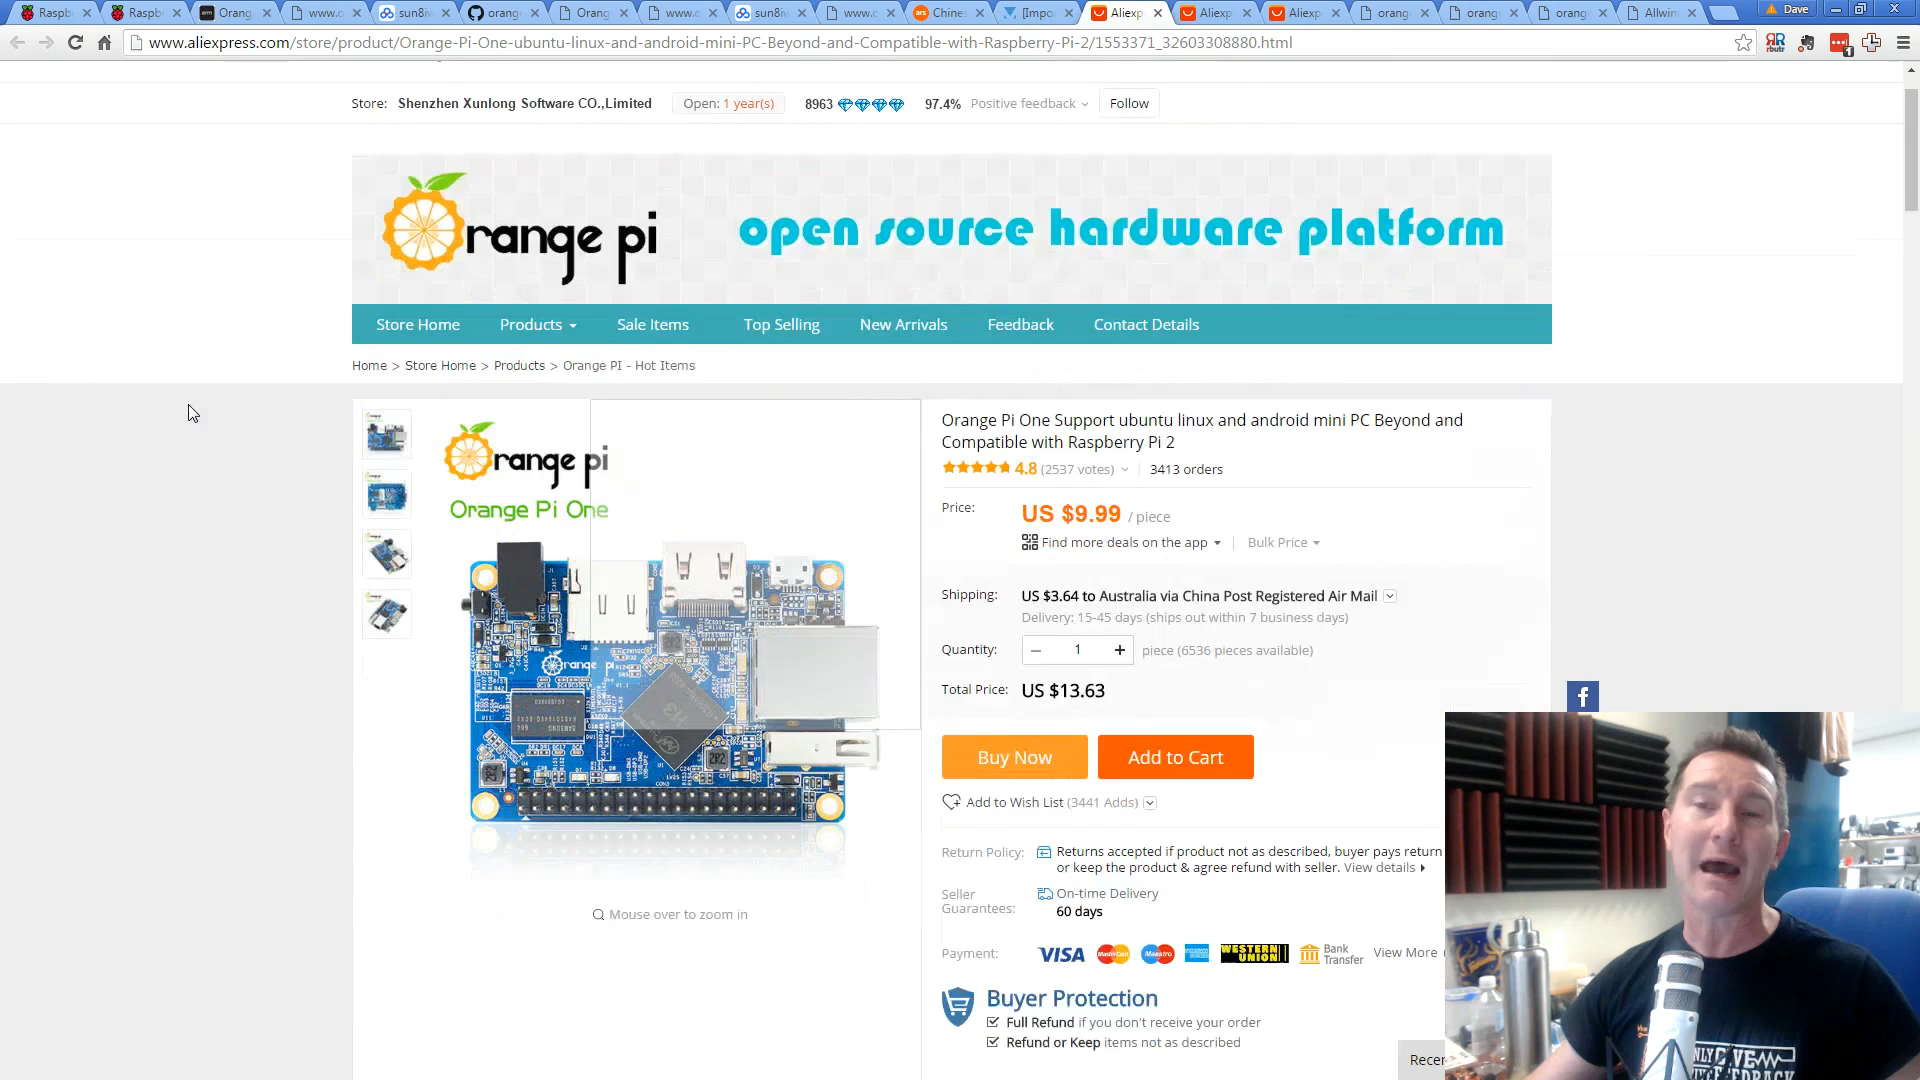 Raspb
Raspb
Orang
www.o
sun8iw
orang
Orang
www.c
sun8iw
www.c
Chines
[Impo
Aliexp
Aliexp
Aliexp
orang
orang
orang
Allwin
Dave
www.aliexpress.com/store/product/Orange-Pi-One-ubuntu-linux-and-android-mini-PC-Beyond-and-Compatible-with-Raspberry-Pi-2/1553371_32603308880.html
Store: Shenzhen Xunlong Software CO.,Limited Open: 1 year(s) 8963 97.4% Positive feedback Follow
Orange pi open source hardware platform
Store Home Products Sale Items Top Selling New Arrivals Feedback Contact Details
Home > Store Home > Products > Orange PI - Hot Items
Orange pi
Orange Pi One
Mouse over to zoom in
Orange Pi One Support ubuntu linux and android mini PC Beyond and
Compatible with Raspberry Pi 2
4.8 (2537 votes) 3413 orders
Price: US $9.99 / piece
Find more deals on the app Bulk Price
Shipping: US $3.64 to Australia via China Post Registered Air Mail
Delivery: 15-45 days (ships out within 7 business days)
Quantity: 1 piece (6536 pieces available)
Total Price: US $13.63
Buy Now Add to Cart
Add to Wish List (3441 Adds)
Return Policy: Returns accepted if product not as described, buyer pays return
or keep the product & agree refund with seller. View details
Seller
Guarantees:
On-time Delivery
60 days
Payment: VISA MasterCard Maestro WESTERN UNION Bank Transfer View More
Buyer Protection
Full Refund if you don't receive your order
Refund or Keep items not as described
Recen